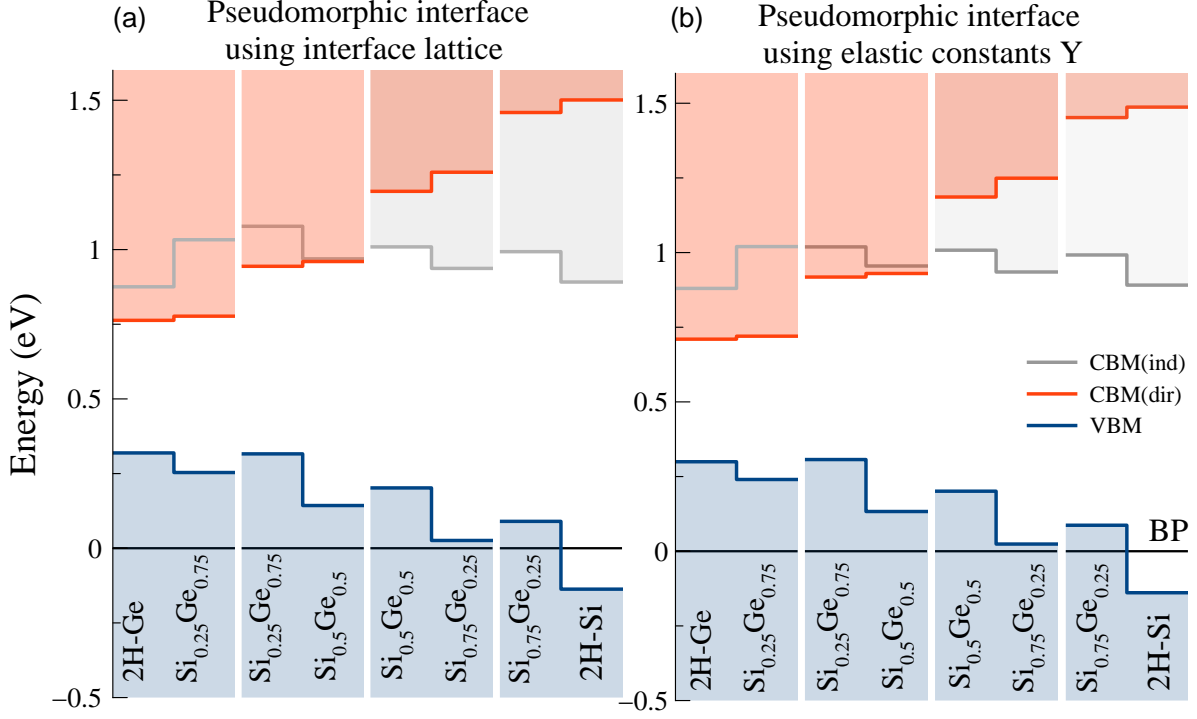 (a)
Pseudomorphic interface
using interface lattice
Energy (eV)
1.5
1
0.5
0
−0.5
2H-Ge
Si0.25Ge0.75
Si0.25Ge0.75
Si0.5Ge0.5
Si0.5Ge0.5
Si0.75Ge0.25
Si0.75Ge0.25
2H-Si
(b)
Pseudomorphic interface
using elastic constants Y
1.5
1
0.5
0
−0.5
CBM(ind)
CBM(dir)
VBM
BP
2H-Ge
Si0.25Ge0.75
Si0.25Ge0.75
Si0.5Ge0.5
Si0.5Ge0.5
Si0.75Ge0.25
Si0.75Ge0.25
2H-Si